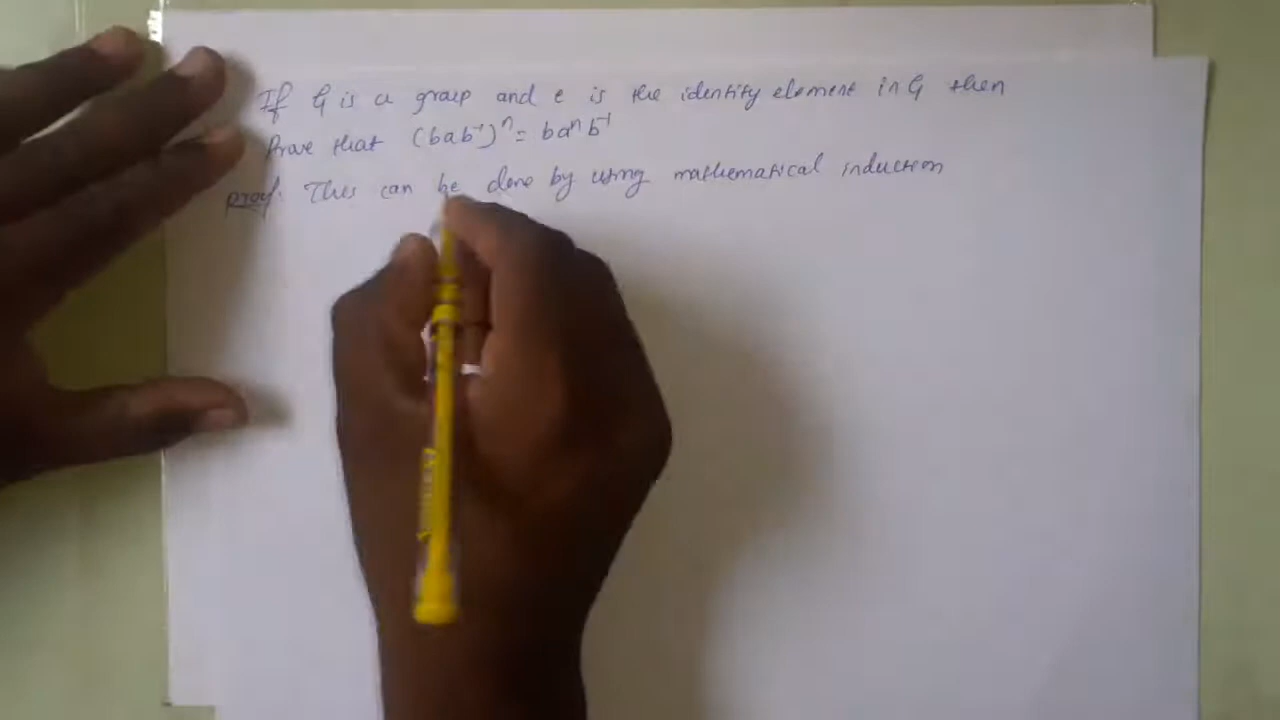 If G is a group and e is the identity element in G then
Prove that (bab⁻¹)ⁿ = baⁿb⁻¹
proof: This can be done by using mathematical induction